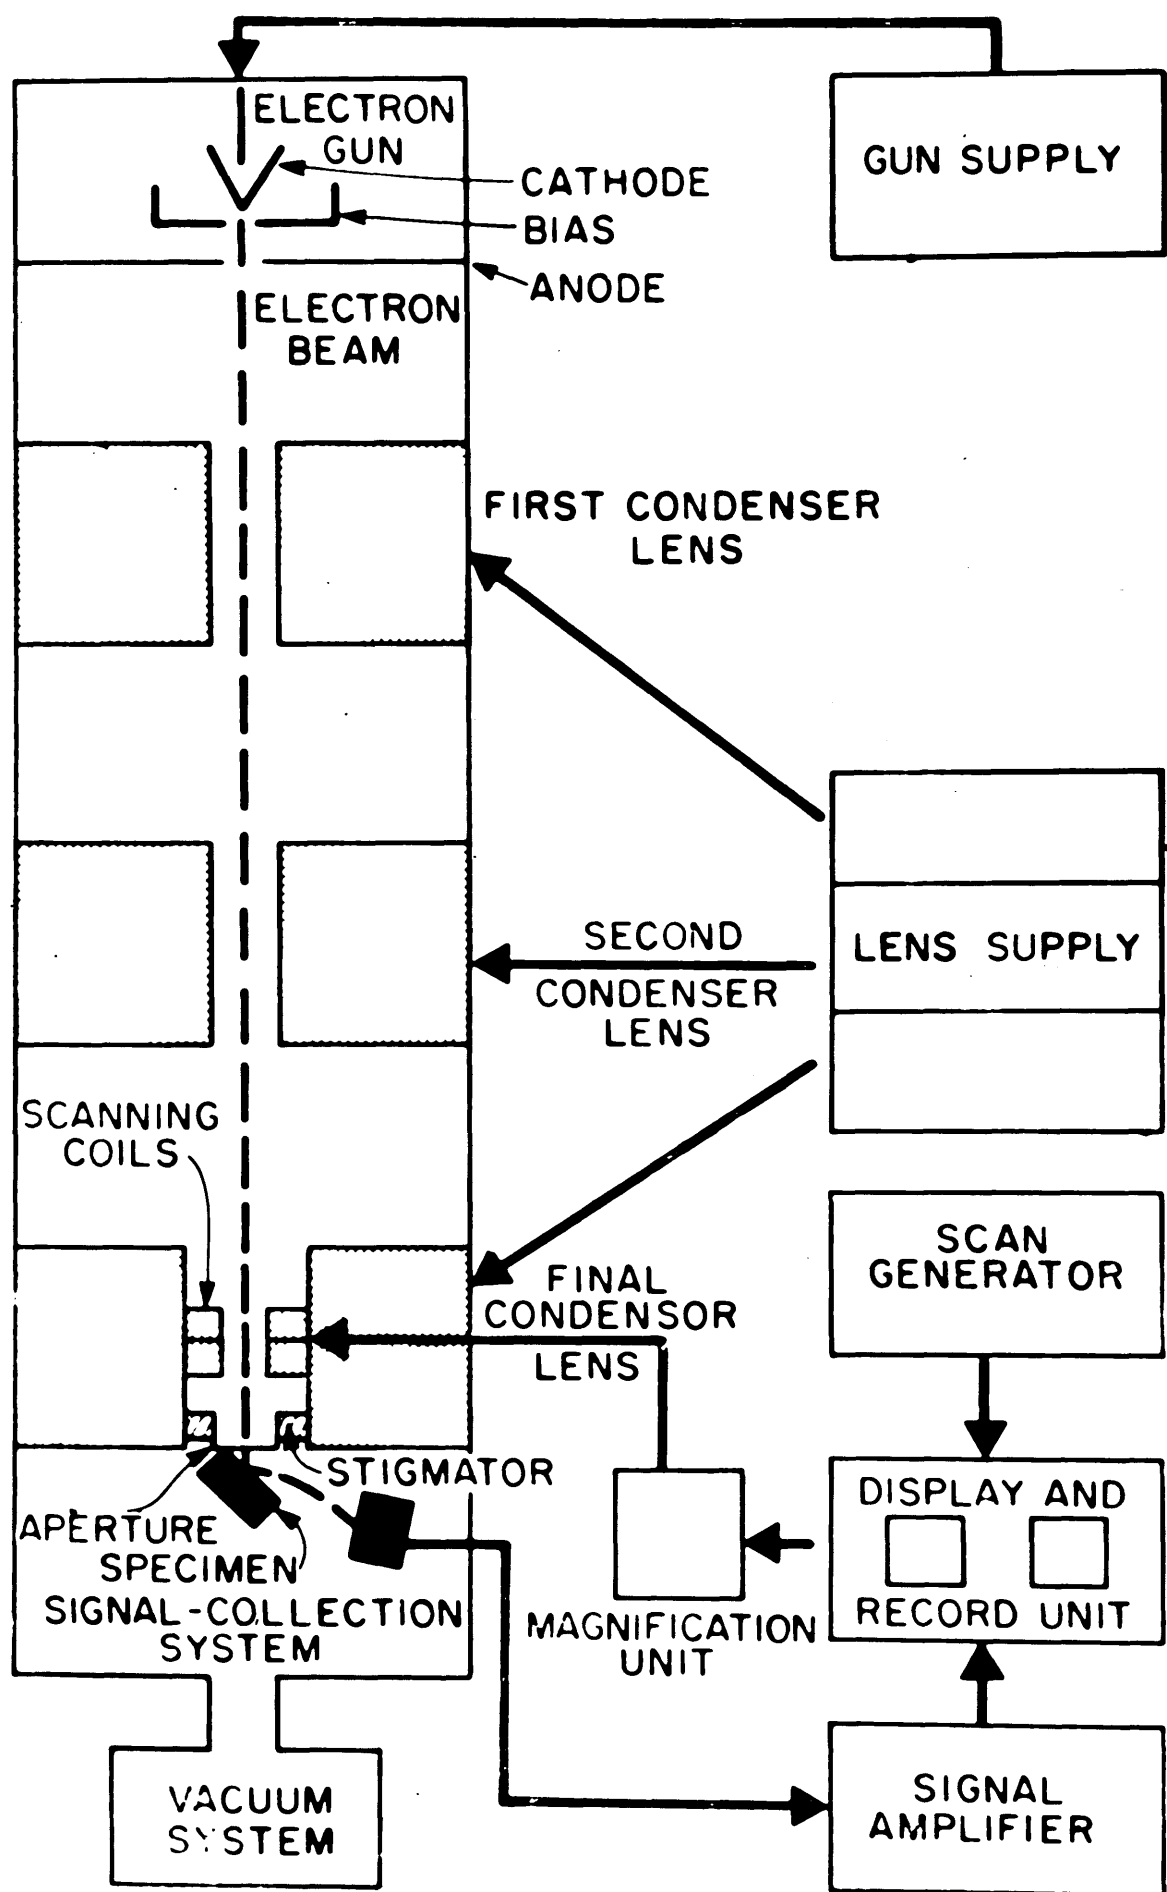 ELECTRON
GUN
GUN SUPPLY
CATHODE
BIAS
ANODE
ELECTRON
BEAM
FIRST CONDENSER
LENS
SECOND
CONDENSER
LENS
LENS SUPPLY
SCANNING
COILS
SCAN
GENERATOR
FINAL
CONDENSOR
LENS
STIGMATOR
APERTURE
SPECIMEN
SIGNAL-COLLECTION
SYSTEM
DISPLAY AND
RECORD UNIT
MAGNIFICATION
UNIT
VACUUM
SYSTEM
SIGNAL
AMPLIFIER